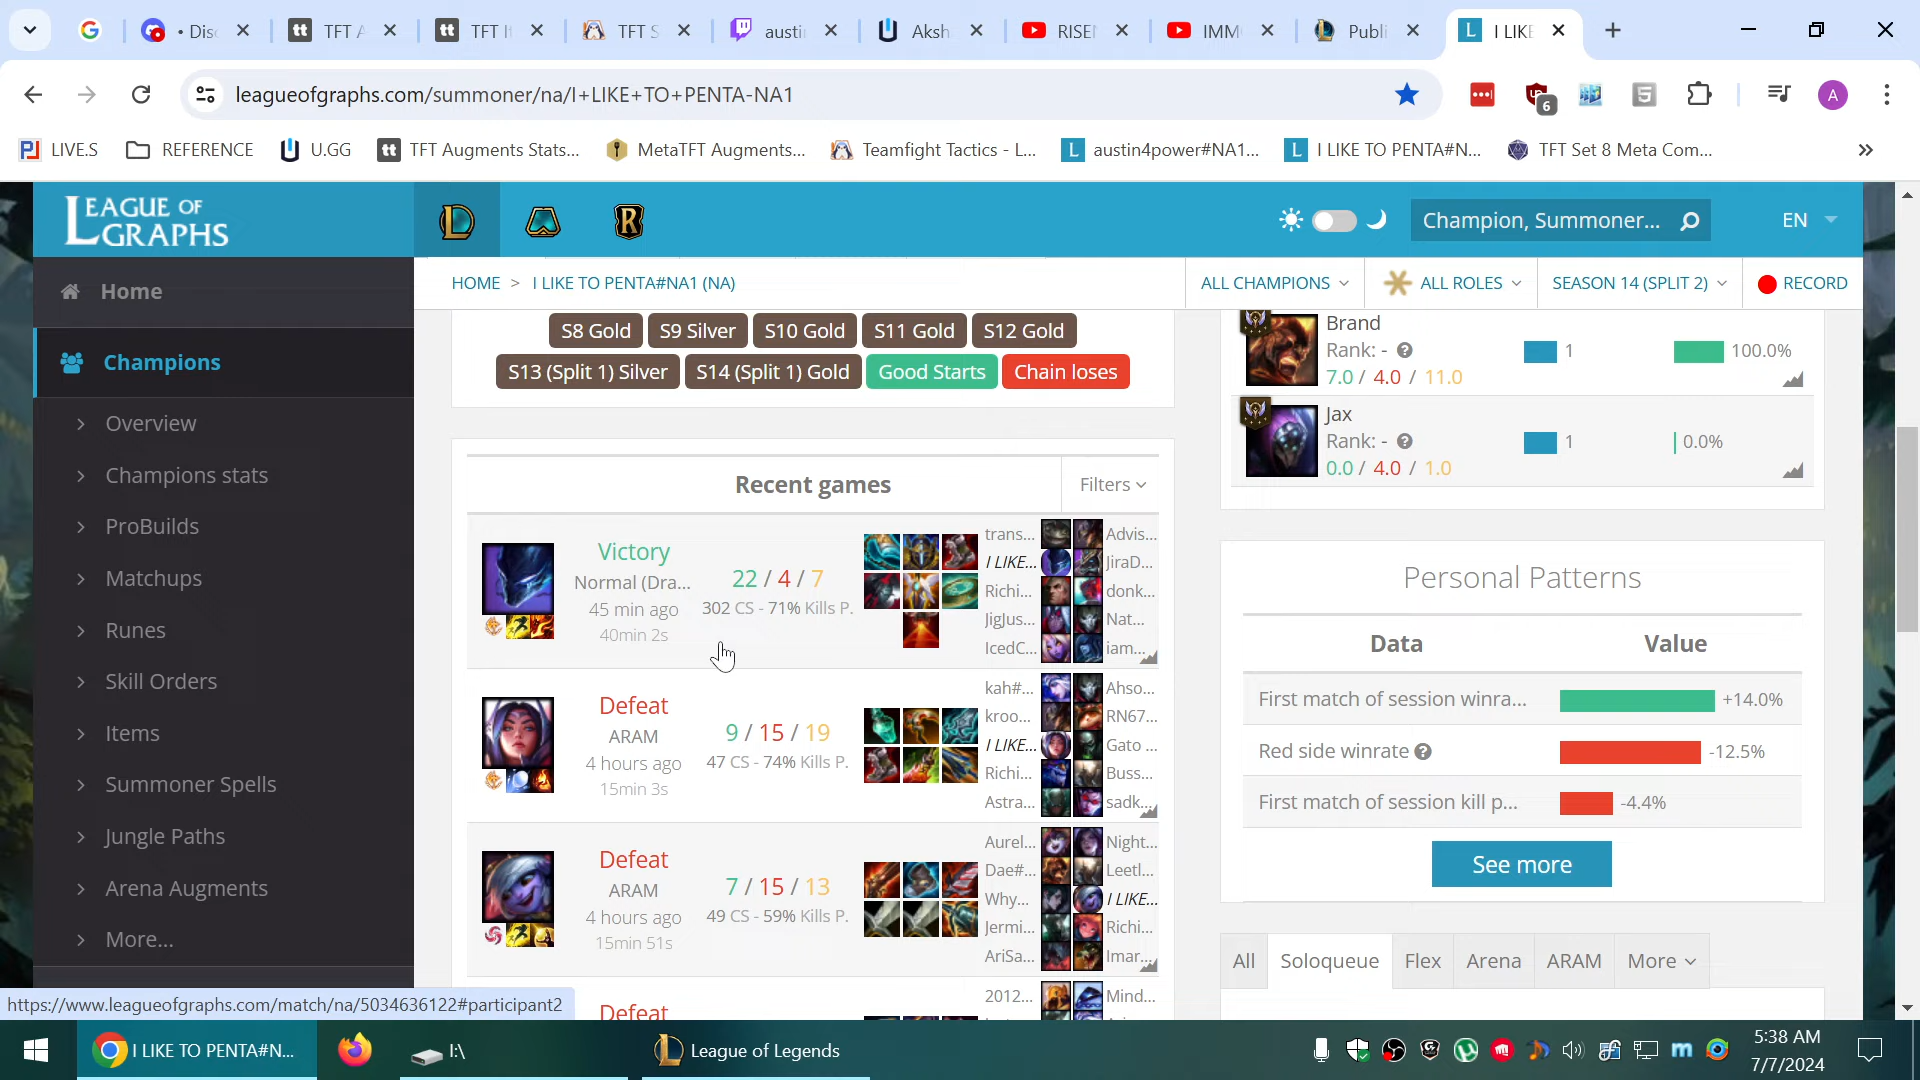 Disc
TFT A
TFT It
TFT S
austi
Aksh
RISE
IMM
Publi
I LIKE
leagueofgraphs.com/summoner/na/I+LIKE+TO+PENTA-NA1
6
A
LIVE.S
REFERENCE
U.GG
TFT Augments Stats...
MetaTFT Augments...
Teamfight Tactics - L...
austin4power#NA1...
I LIKE TO PENTA#N...
TFT Set 8 Meta Com...
LEAGUE OF GRAPHS
Champion, Summoner...
EN
Home
Champions
Overview
Champions stats
ProBuilds
Matchups
Runes
Skill Orders
Items
Summoner Spells
Jungle Paths
Arena Augments
More...
HOME > I LIKE TO PENTA#NA1 (NA)
ALL CHAMPIONS
ALL ROLES
SEASON 14 (SPLIT 2)
RECORD
S8 Gold S9 Silver S10 Gold S11 Gold S12 Gold
S13 (Split 1) Silver S14 (Split 1) Gold Good Starts Chain loses
Recent games
Filters
Victory
Normal (Dra...
45 min ago
40min 2s
22 / 4 / 7
302 CS - 71% Kills P.
trans...
I LIKE...
Richi...
JigJus...
IcedC...
Advis...
JiraD...
donk...
Nat...
iam...
Defeat
ARAM
4 hours ago
15min 3s
9 / 15 / 19
47 CS - 74% Kills P.
kah#...
kroo...
I LIKE...
Richi...
Astra...
Ahso...
RN67...
Gato ...
Buss...
sadk...
Defeat
ARAM
4 hours ago
15min 51s
7 / 15 / 13
49 CS - 59% Kills P.
Aurel...
Dae#...
Why...
Jermi...
AriSa...
Night...
Leetl...
I LIKE...
Richi...
Imar...
Defeat
2012...
Mind...
Brand
Rank: -
7.0 / 4.0 / 11.0
1
100.0%
Jax
Rank: -
0.0 / 4.0 / 1.0
1
0.0%
Personal Patterns
Data Value
First match of session winra... +14.0%
Red side winrate -12.5%
First match of session kill p... -4.4%
See more
All Soloqueue Flex Arena ARAM More
https://www.leagueofgraphs.com/match/na/5034636122#participant2
I LIKE TO PENTA#N...
I:\
League of Legends
5:38 AM
7/7/2024